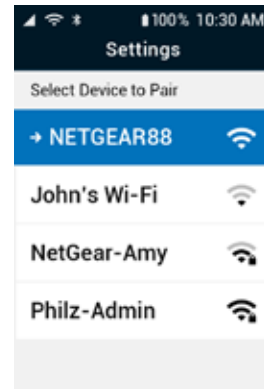 100% 10:30 AM
Settings
Select Device to Pair
→ NETGEAR88
John's Wi-Fi
NetGear-Amy
Philz-Admin